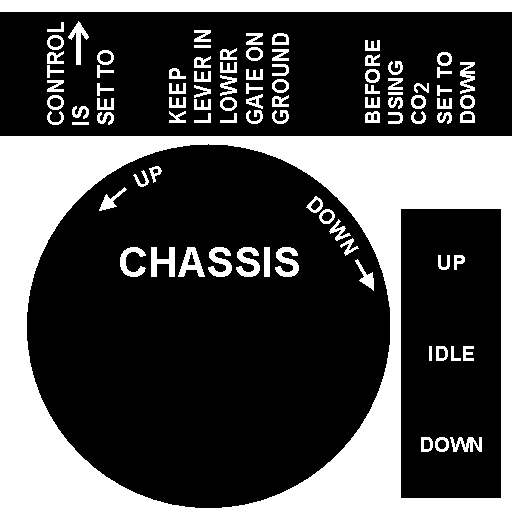 CONTROL
IS
SET TO
KEEP
LEVER IN
LOWER
GATE ON
GROUND
BEFORE
USING
CO2
SET TO
DOWN
UP
DOWN
CHASSIS
UP
IDLE
DOWN